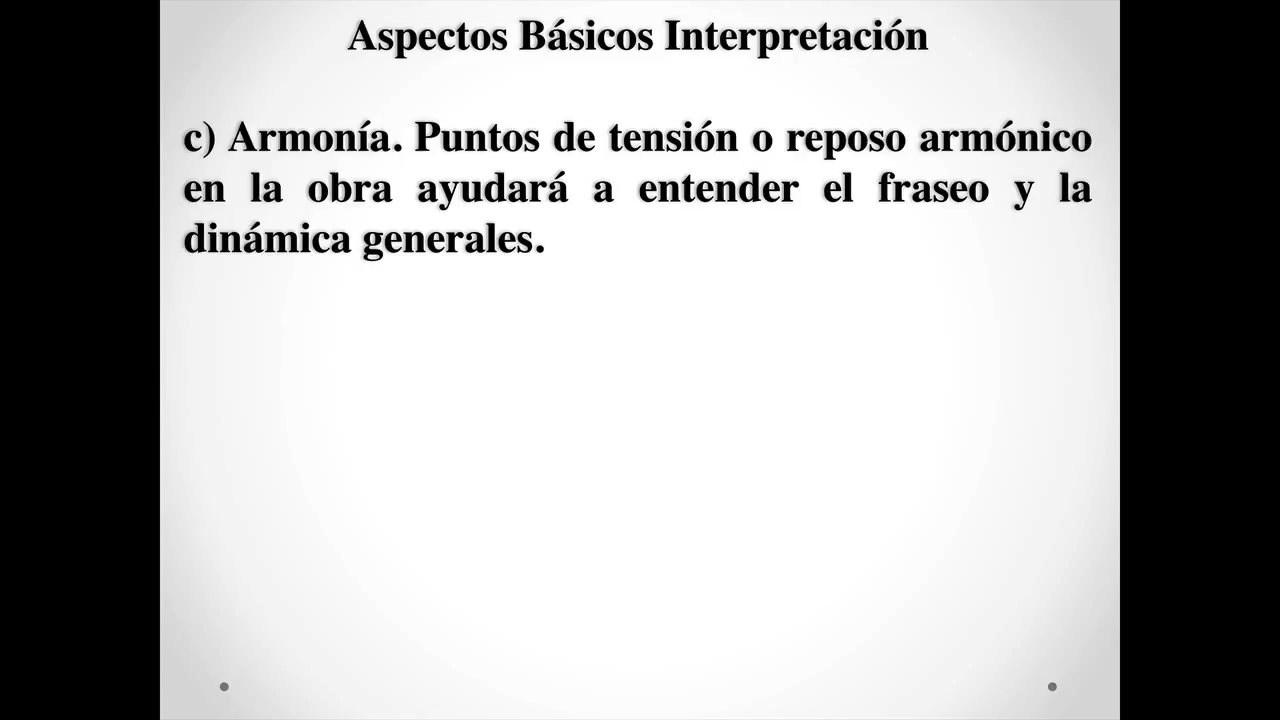 Aspectos Básicos Interpretación
c) Armonía. Puntos de tensión o reposo armónico
en la obra ayudará a entender el fraseo y la
dinámica generales.